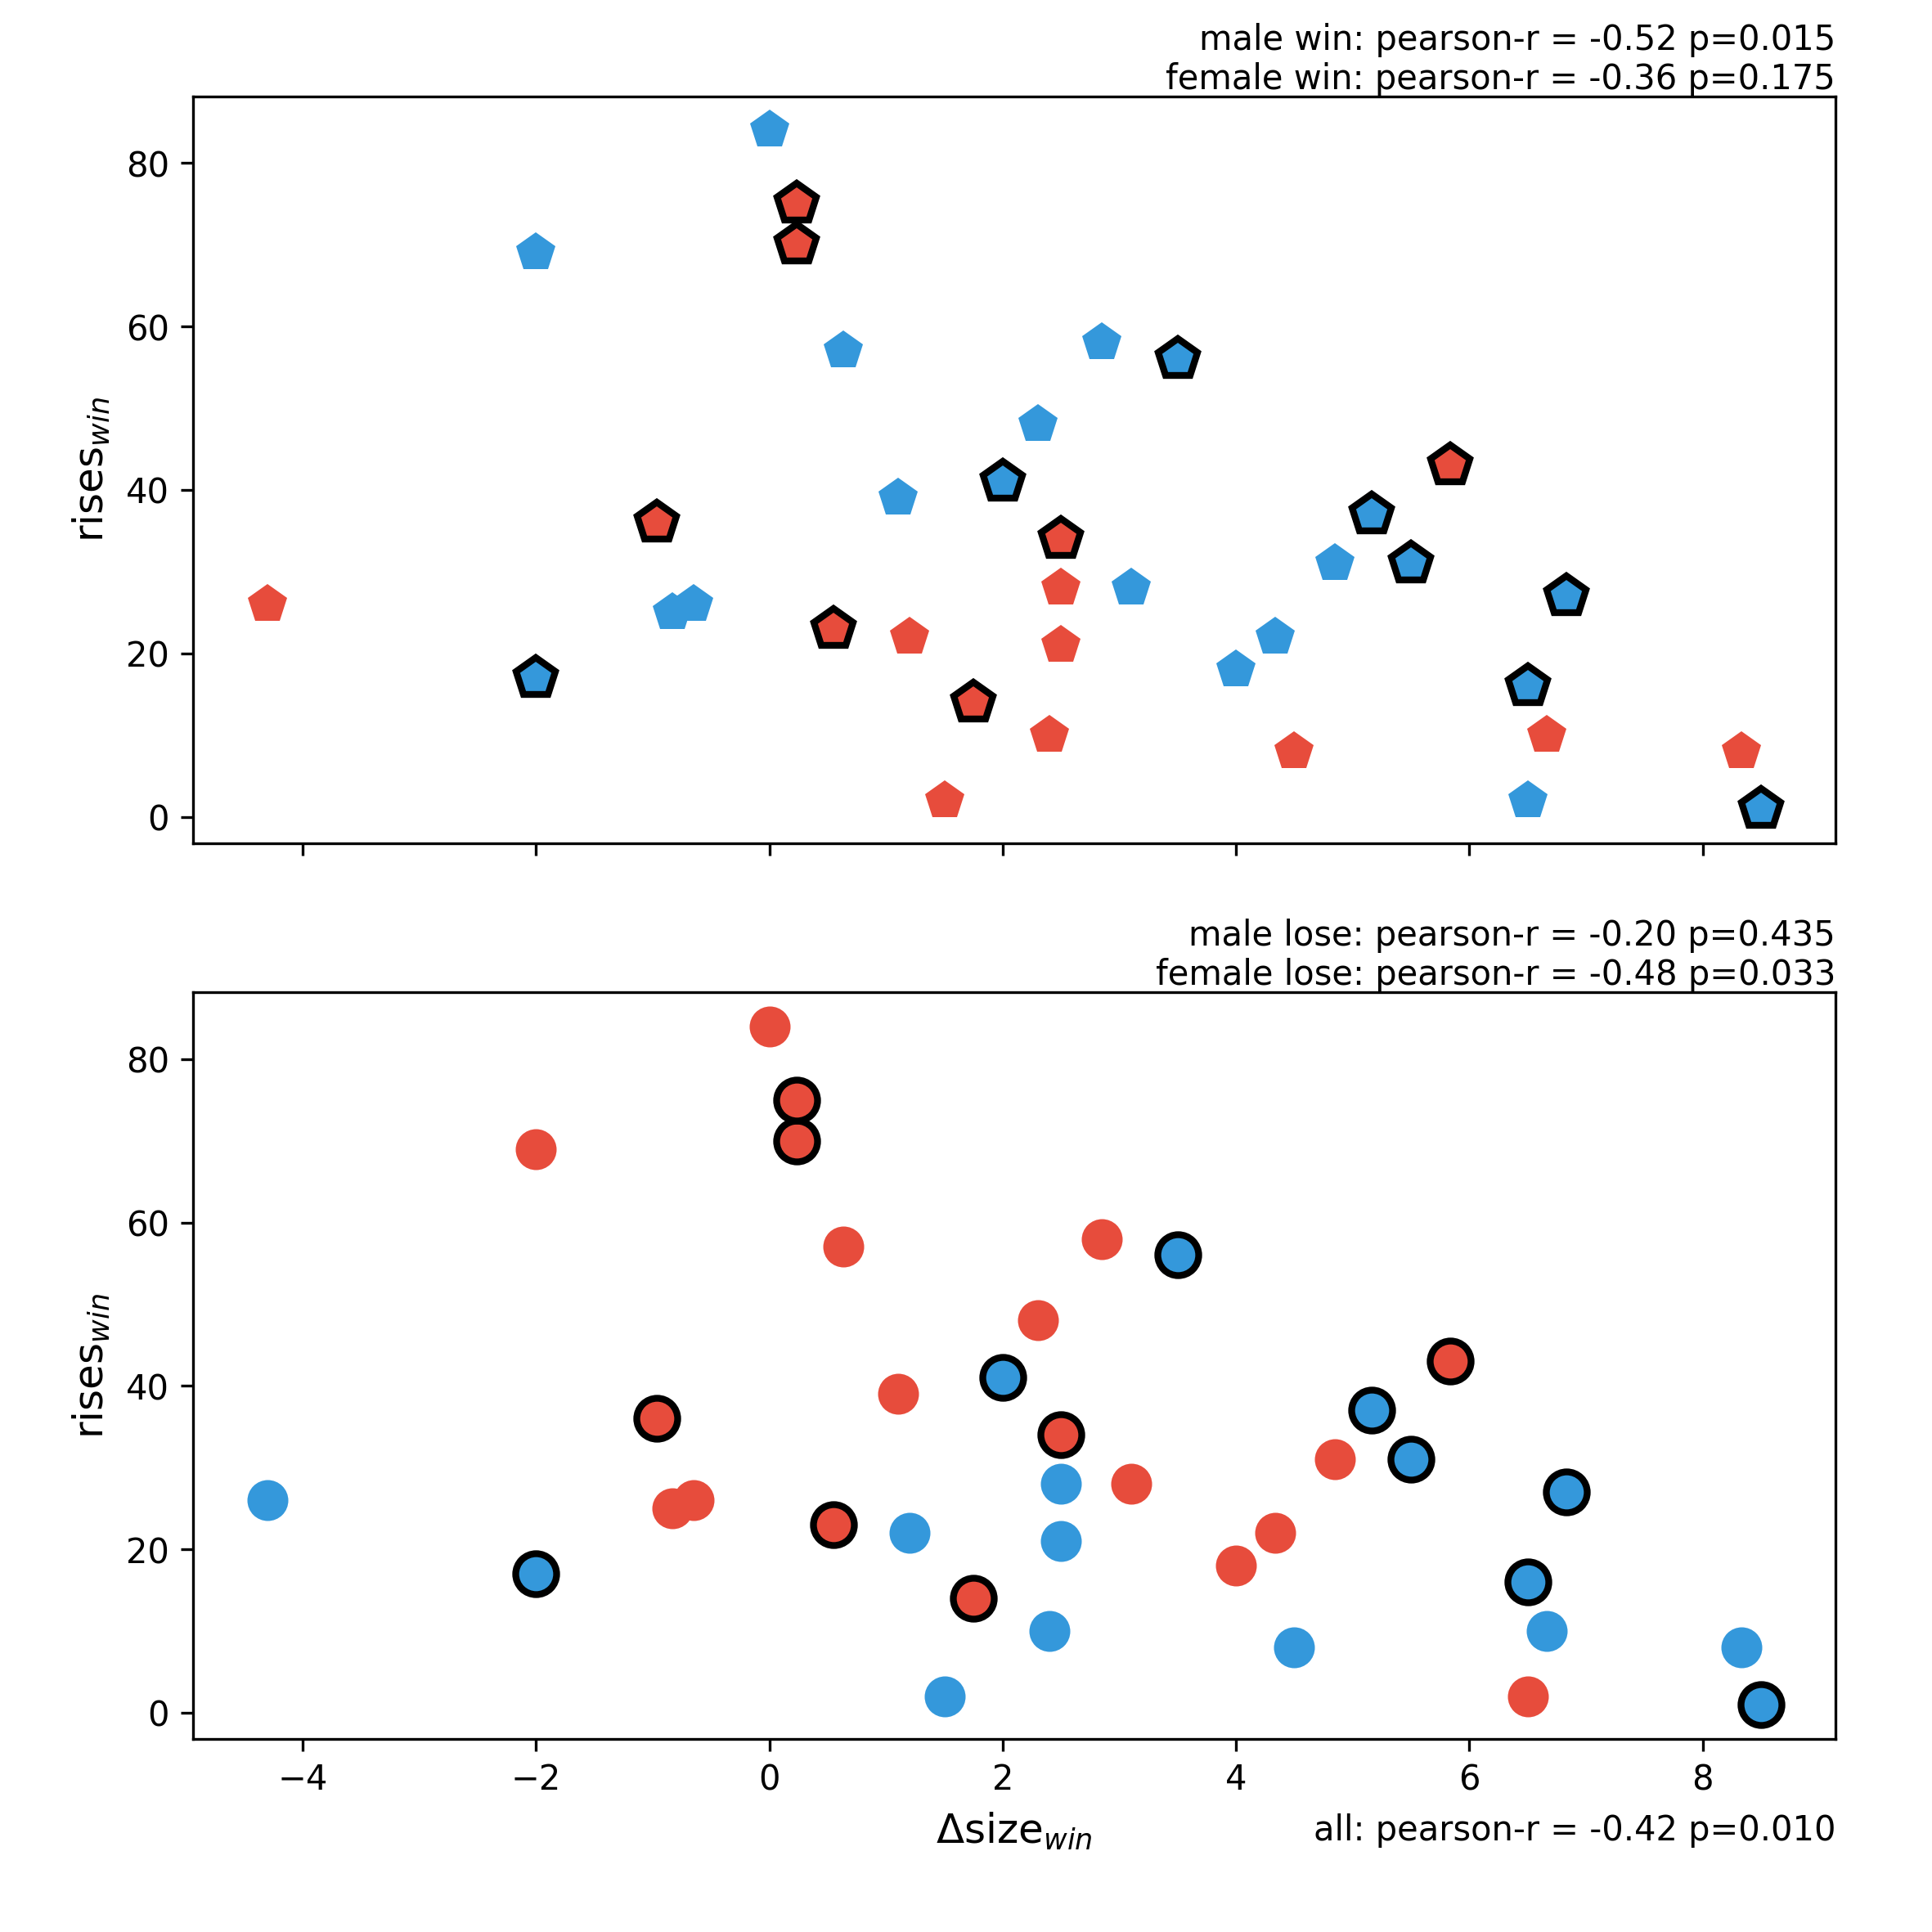 male win: pearson-r = -0.52 p=0.015
female win: pearson-r = -0.36 p=0.175
80
60
40
20
0
rises_win
male lose: pearson-r = -0.20 p=0.435
female lose: pearson-r = -0.48 p=0.033
80
60
40
20
0
rises_win
−4 −2 0 2 4 6 8
Δsize_win
all: pearson-r = -0.42 p=0.010